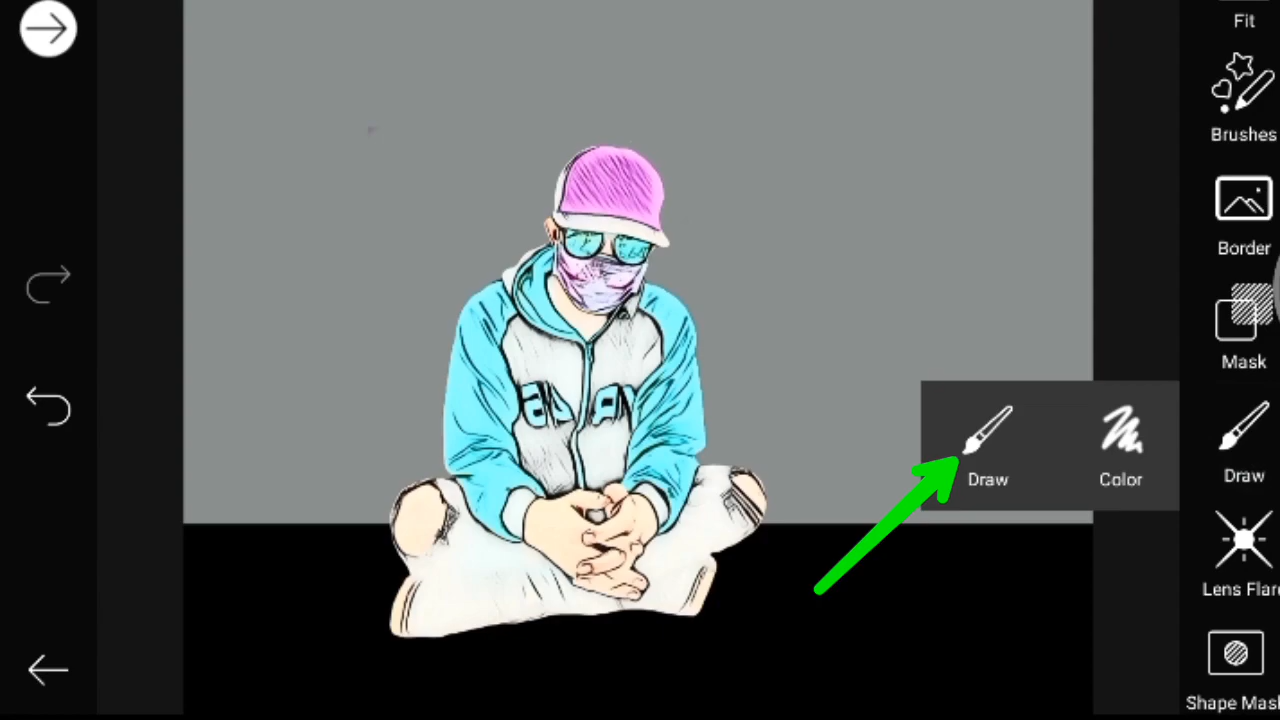 Fit
Brushes
Border
Mask
Draw
Color
Draw
Lens Flar
Shape Mas